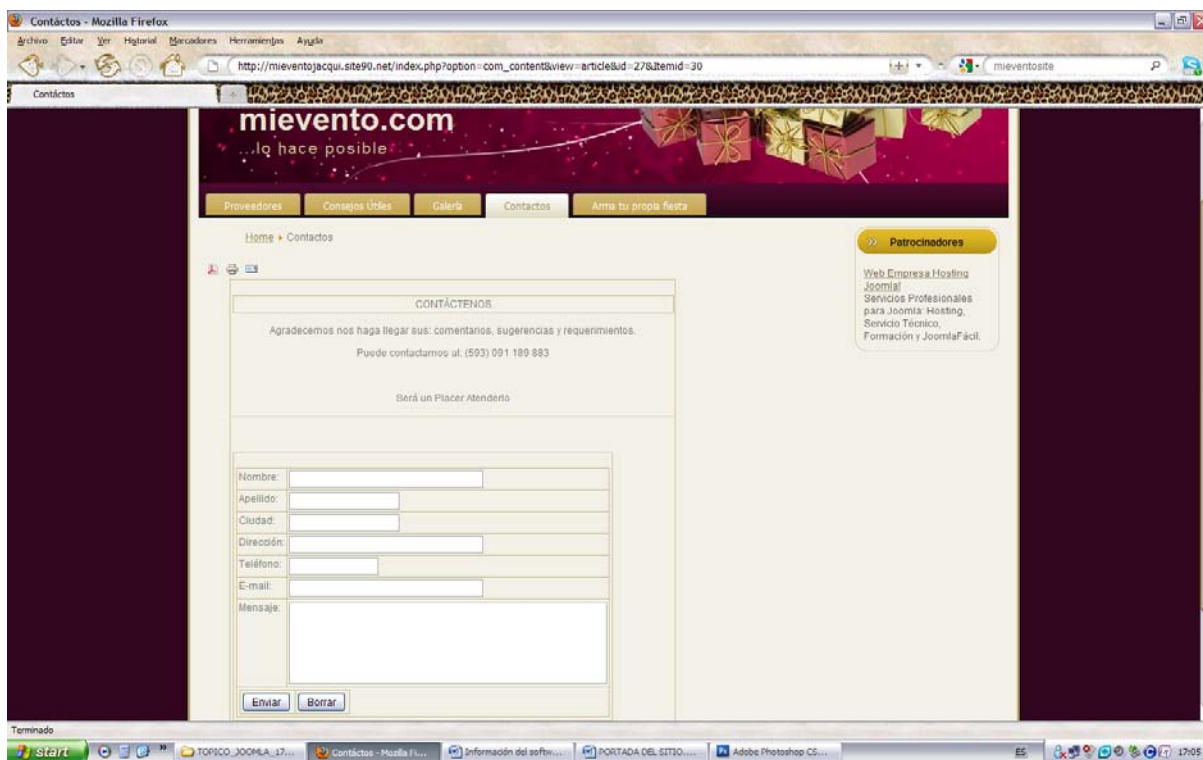 Contáctos - Mozilla Firefox
Archivo Editar Ver Historial Marcadores Herramientas Ayuda
http://mieventojacqui.site90.net/index.php?option=com_content&view=article&id=27&Itemid=30
mieventosite
Contáctos
mievento.com
...lo hace posible
Proveedores Consejos Útiles Galería Contactos Arma tu propia fiesta
Home Contactos
Patrocinadores
Web Empresa Hosting
Joomla!
Servicios Profesionales
para Joomla: Hosting,
Servicio Técnico,
Formación y JoomlaFácil.
CONTÁCTENOS
Agradecemos nos haga llegar sus: comentarios, sugerencias y requerimientos.
Puede contactarnos al: (593) 091 189 883
Será un Placer Atenderlo
Nombre:
Apellido:
Ciudad:
Dirección:
Teléfono:
E-mail:
Mensaje:
Enviar Borrar
Terminado
start TOPICO_JOOMLA_17... Contáctos - Mozilla Fi... Información del softw... PORTADA DEL SITIO.... Adobe Photoshop CS... ES 17:05